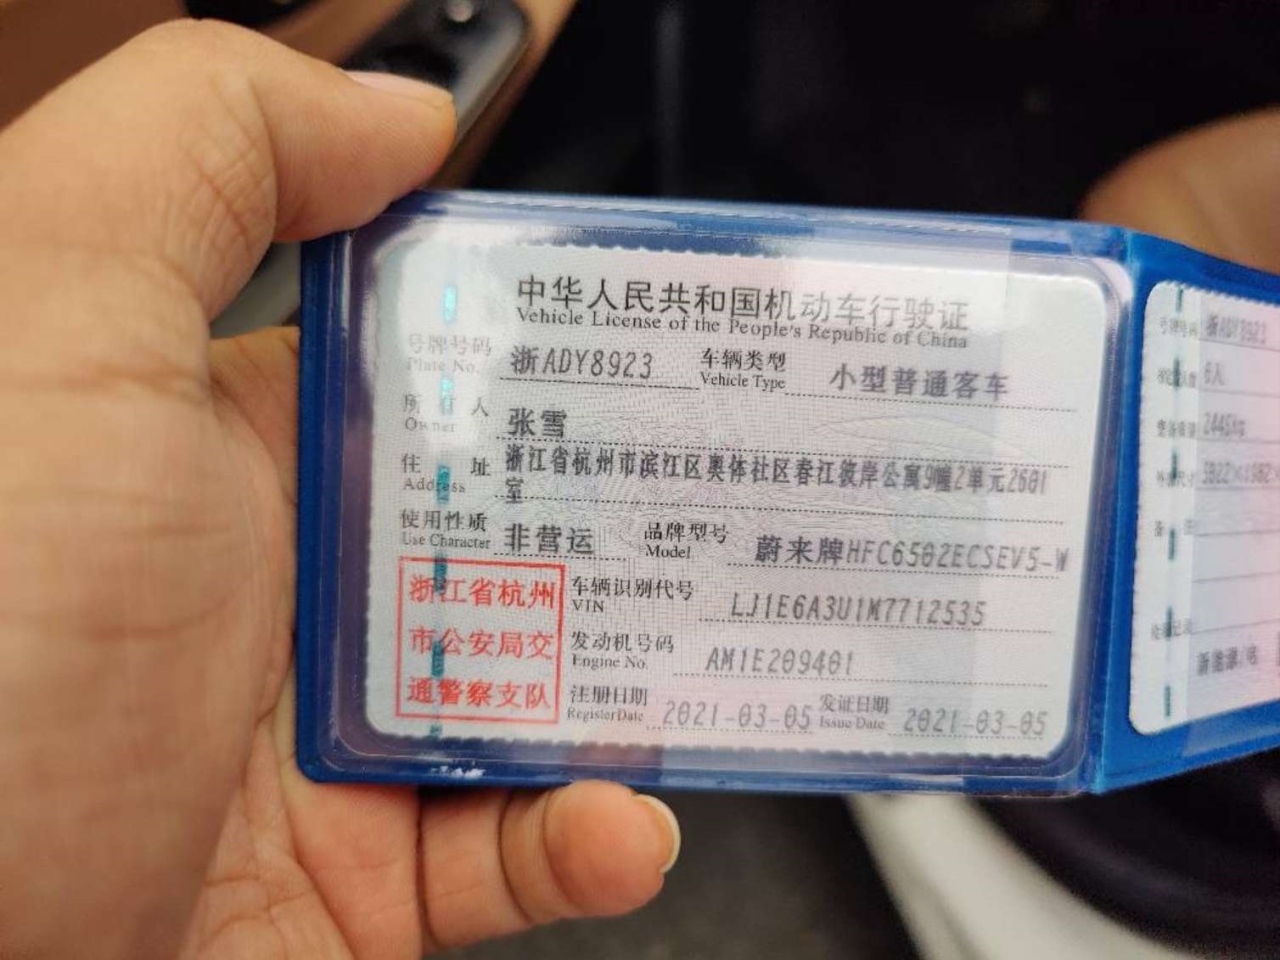 中华人民共和国机动车行驶证
Vehicle License of the People's Republic of China
号牌号码 浙ADY8923 车辆类型 小型普通客车
Plate No. Vehicle Type
所有人 张雪
Owner
住址 浙江省杭州市滨江区奥体社区春江彼岸公寓9幢2单元2601
Address 室
使用性质 非营运 品牌型号 蔚来牌HFC6502ECSEV5-W
Use Character Model
浙江省杭州
市公安局交
通警察支队
车辆识别代号 LJ1E6A3U1M7712535
VIN
发动机号码 AM1E209401
Engine No.
注册日期 2021-03-05 发证日期 2021-03-05
Register Date Issue Date
号牌号码 浙ADY8923
6人
2445kg